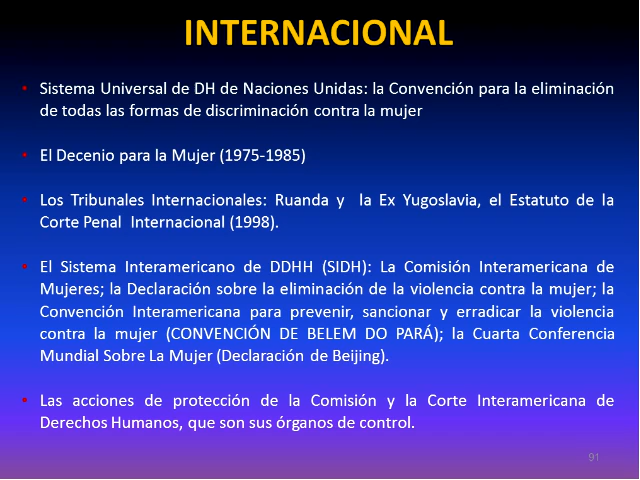 INTERNACIONAL
• Sistema Universal de DH de Naciones Unidas: la Convención para la eliminación
de todas las formas de discriminación contra la mujer
• El Decenio para la Mujer (1975-1985)
• Los Tribunales Internacionales: Ruanda y la Ex Yugoslavia, el Estatuto de la
Corte Penal Internacional (1998).
• El Sistema Interamericano de DDHH (SIDH): La Comisión Interamericana de
Mujeres; la Declaración sobre la eliminación de la violencia contra la mujer; la
Convención Interamericana para prevenir, sancionar y erradicar la violencia
contra la mujer (CONVENCIÓN DE BELEM DO PARÁ); la Cuarta Conferencia
Mundial Sobre La Mujer (Declaración de Beijing).
• Las acciones de protección de la Comisión y la Corte Interamericana de
Derechos Humanos, que son sus órganos de control.
91